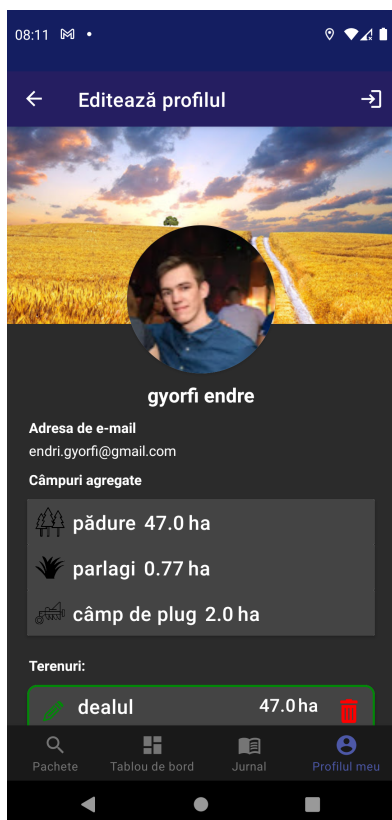 08:11
Editează profilul
gyorfi endre
Adresa de e-mail
endri.gyorfi@gmail.com
Câmpuri agregate
pădure 47.0 ha
parlagi 0.77 ha
câmp de plug 2.0 ha
Terenuri:
dealul 47.0 ha
Pachete Tablou de bord Jurnal Profilul meu